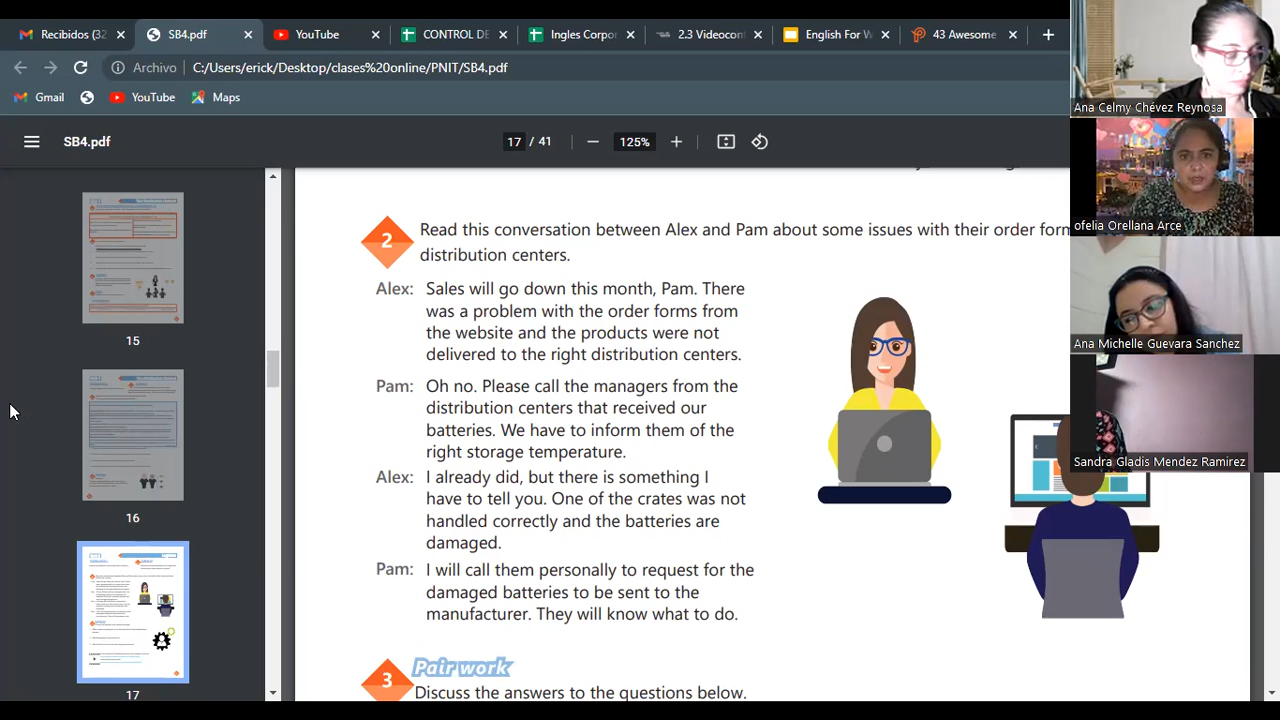 Recibidos (32
SB4.pdf
YouTube
CONTROL DE
Ingles Corpor
2.3 Videocont
English For W
43 Awesome
Archivo
C:/Users/erick/Desktop/clases%20online/PNIT/SB4.pdf
Gmail
YouTube
Maps
SB4.pdf
17 / 41
125%
Ana Celmy Chévez Reynosa
ofelia Orellana Arce
Ana Michelle Guevara Sanchez
Sandra Gladis Mendez Ramirez
15
16
17
2
Read this conversation between Alex and Pam about some issues with their order form
distribution centers.
Alex: Sales will go down this month, Pam. There
was a problem with the order forms from
the website and the products were not
delivered to the right distribution centers.
Pam: Oh no. Please call the managers from the
distribution centers that received our
batteries. We have to inform them of the
right storage temperature.
Alex: I already did, but there is something I
have to tell you. One of the crates was not
handled correctly and the batteries are
damaged.
Pam: I will call them personally to request for the
damaged batteries to be sent to the
manufacturer. They will know what to do.
3
Pair work
Discuss the answers to the questions below.